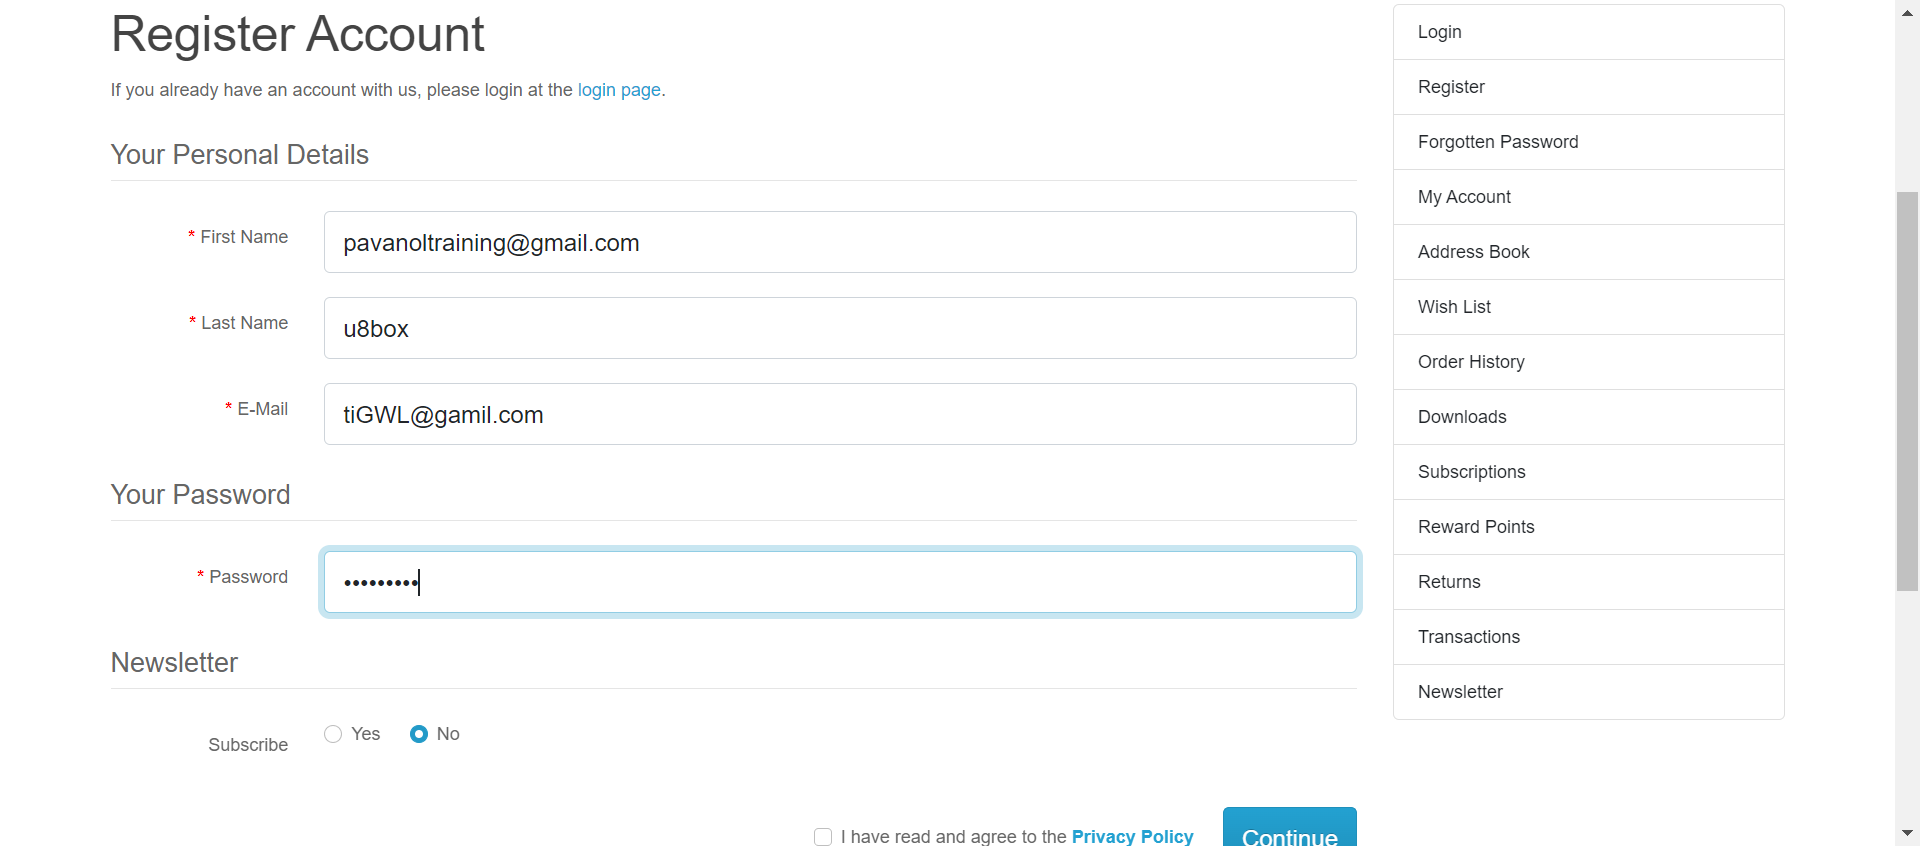 Register Account
If you already have an account with us, please login at the login page.
Your Personal Details
* First Name
pavanoltraining@gmail.com
* Last Name
u8box
* E-Mail
tiGWL@gamil.com
Your Password
* Password
•••••••••
Newsletter
Subscribe
Yes
No
I have read and agree to the Privacy Policy
Continue
Login
Register
Forgotten Password
My Account
Address Book
Wish List
Order History
Downloads
Subscriptions
Reward Points
Returns
Transactions
Newsletter